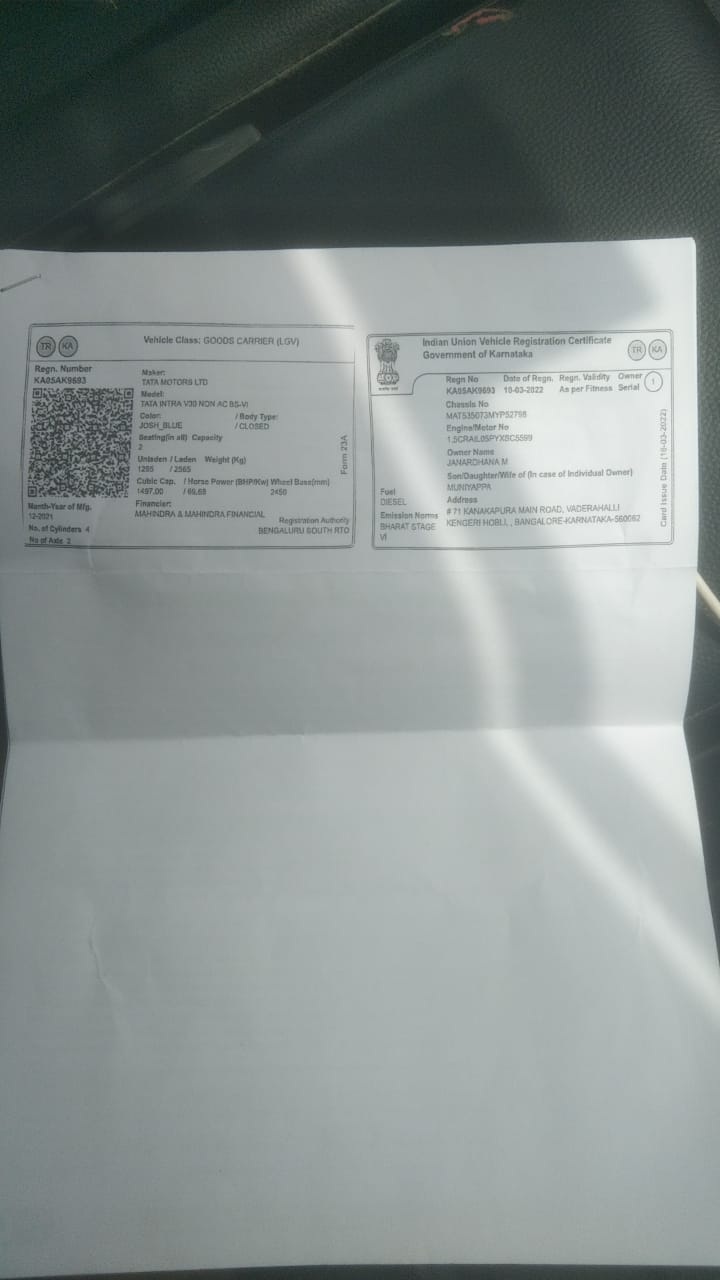 TR KA
Vehicle Class: GOODS CARRIER (LGV)
Regn. Number
KA05AK9693
Maker:
TATA MOTORS LTD
Model:
TATA INTRA V30 NON AC BS-VI
Color: / Body Type:
JOSH_BLUE / CLOSED
Seating(in all) Capacity
2
Unladen / Laden Weight (Kg)
1265 / 2565
Cubic Cap. / Horse Power (BHP/Kw) Wheel Base(mm)
1497.00 / 69.68 2450
Financier:
MAHINDRA & MAHINDRA FINANCIAL
Month-Year of Mfg.
12-2021
No. of Cylinders 4
No of Axle 2
Registration Authority
BENGALURU SOUTH RTO
Form 23A
Indian Union Vehicle Registration Certificate
Government of Karnataka
TR KA
Regn No Date of Regn. Regn. Validity Owner
KA05AK9693 10-03-2022 As per Fitness Serial 1
Chassis No
MAT535073MYP52798
Engine/Motor No
1.5CRAIL05PYXSC5599
Owner Name
JANARDHANA M
Son/Daughter/Wife of (In case of Individual Owner)
MUNIYAPPA
Fuel
DIESEL
Emission Norms
BHARAT STAGE
VI
Address
# 71 KANAKAPURA MAIN ROAD, VADERAHALLI
KENGERI HOBLI, , BANGALORE-KARNATAKA-560062
Card Issue Date (10-03-2022)